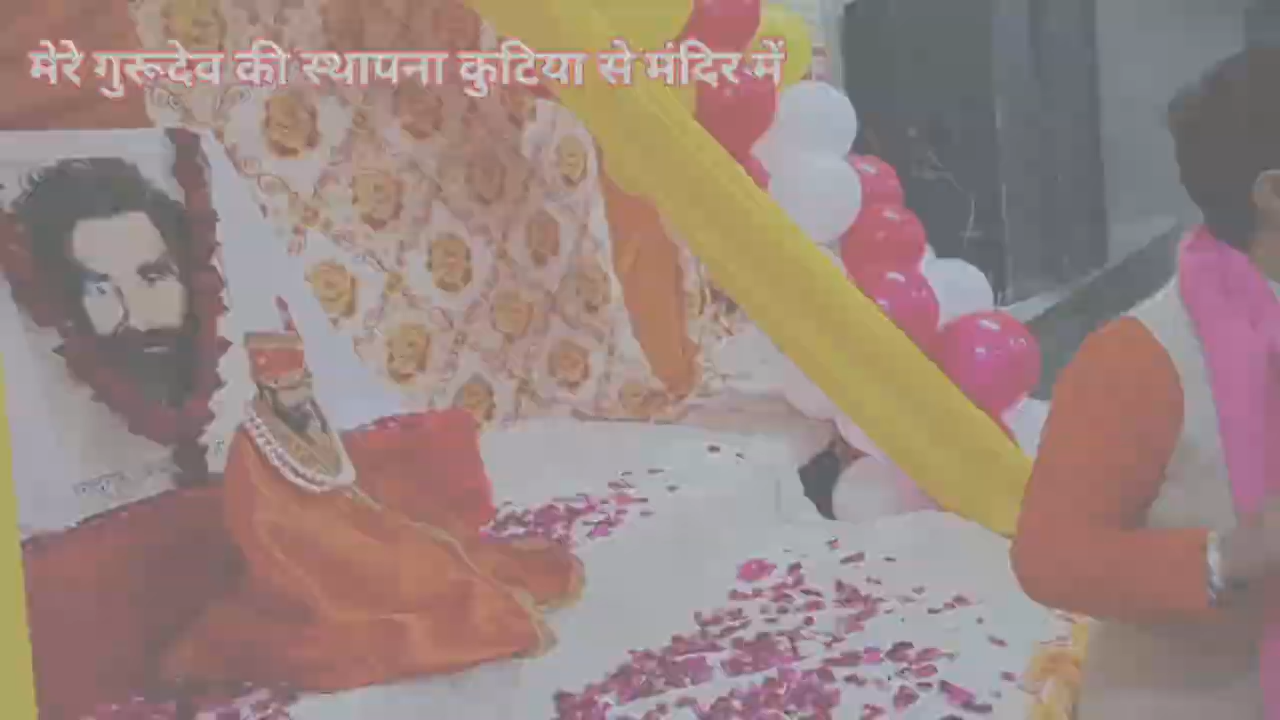 मेरे गुरूदेव की स्थापना कुटिया से मंदिर में